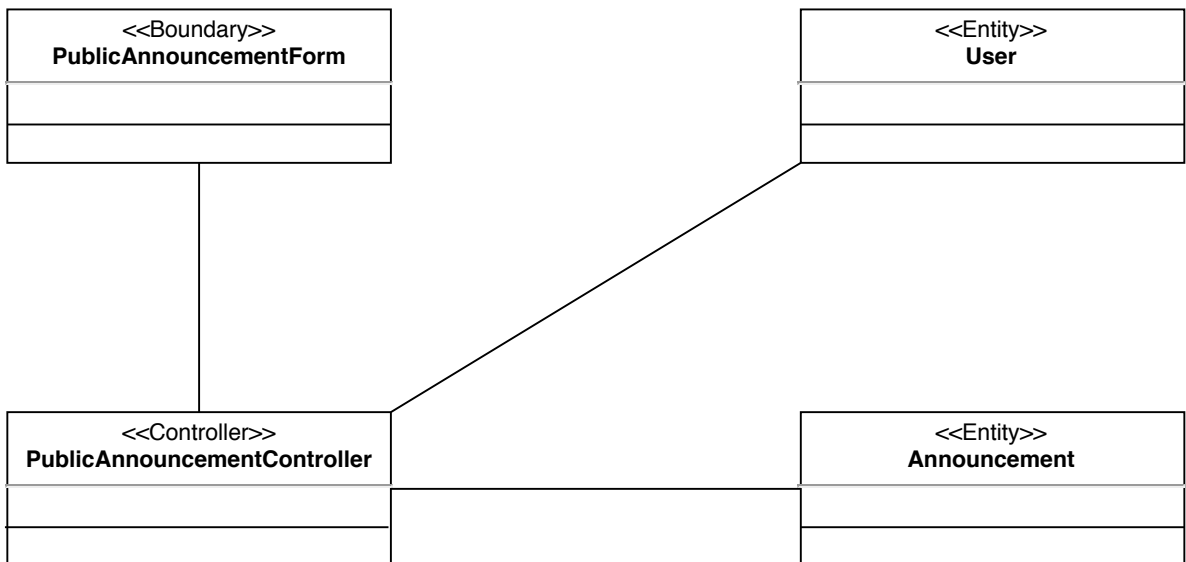 <<Boundary>>
PublicAnnouncementForm
<<Entity>>
User
<<Controller>>
PublicAnnouncementController
<<Entity>>
Announcement